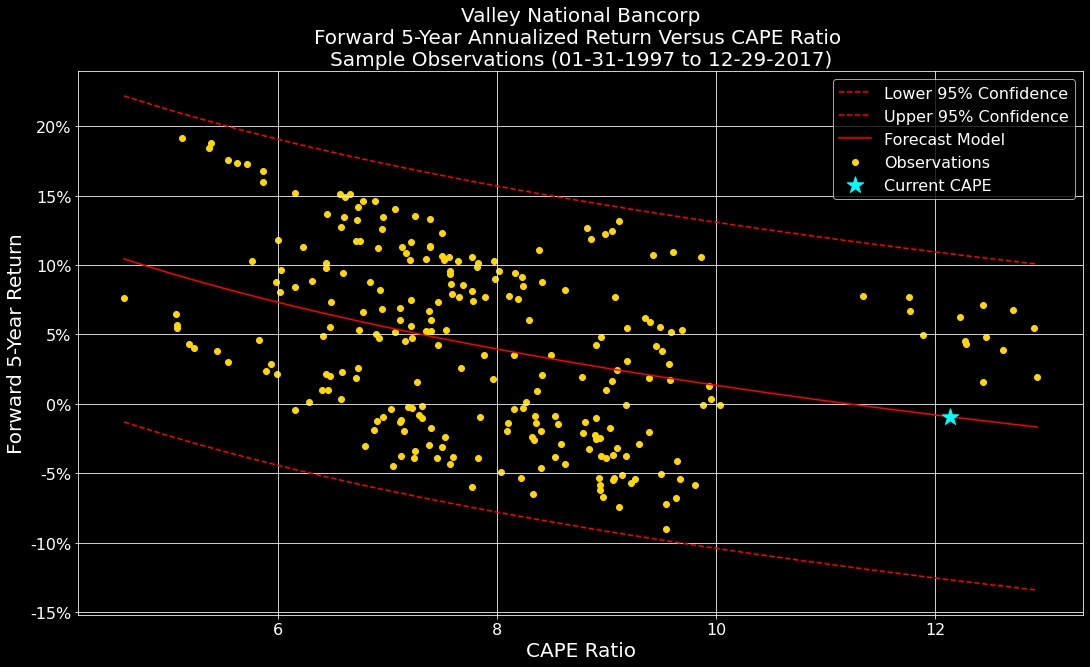 Valley National Bancorp
Forward 5-Year Annualized Return Versus CAPE Ratio
Sample Observations (01-31-1997 to 12-29-2017)
Lower 95% Confidence
Upper 95% Confidence
Forecast Model
Observations
Current CAPE
Forward 5-Year Return
20%
15%
10%
5%
0%
-5%
-10%
-15%
6 8 10 12
CAPE Ratio